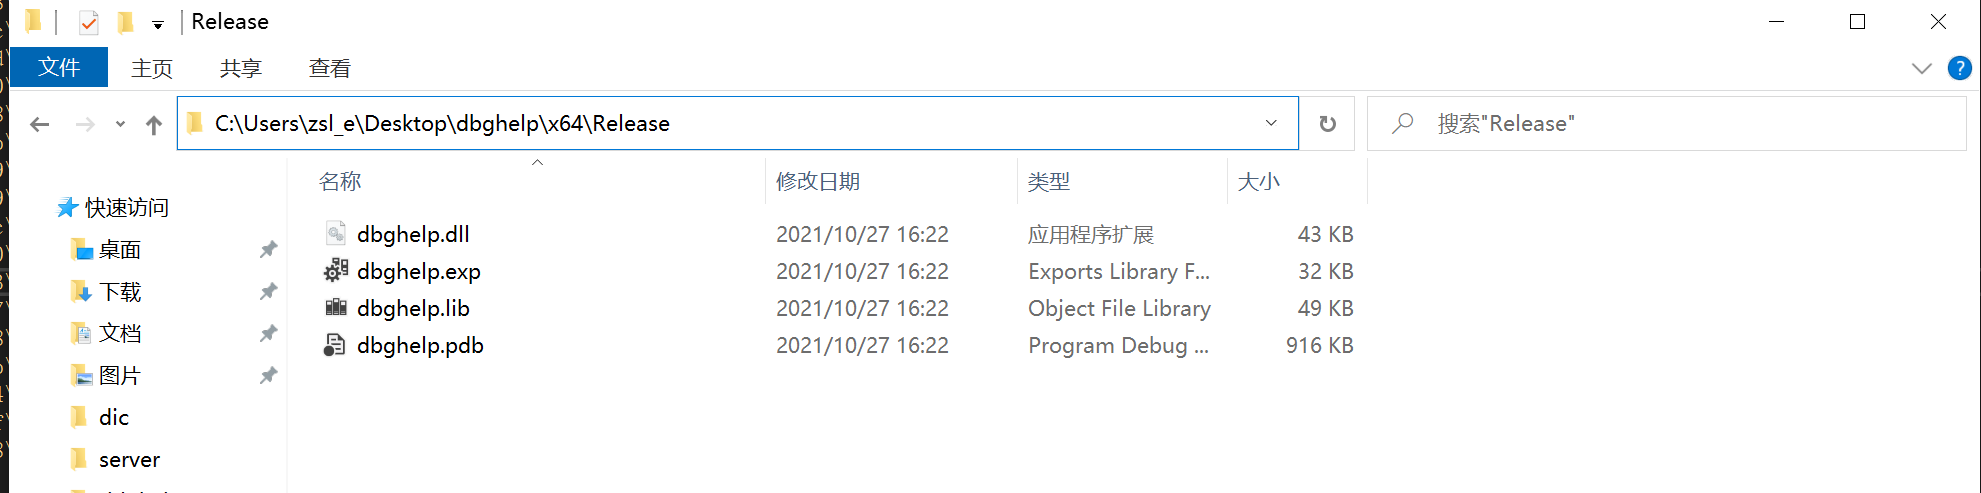 Release
文件 主页 共享 查看
C:\Users\zsl_e\Desktop\dbghelp\x64\Release 搜索"Release"
名称 修改日期 类型 大小
快速访问
桌面
下载
文档
图片
dic
server
dbghelp.dll 2021/10/27 16:22 应用程序扩展 43 KB
dbghelp.exp 2021/10/27 16:22 Exports Library F... 32 KB
dbghelp.lib 2021/10/27 16:22 Object File Library 49 KB
dbghelp.pdb 2021/10/27 16:22 Program Debug ... 916 KB